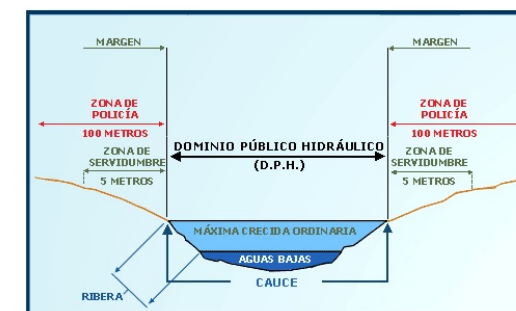 MARGEN
MARGEN
ZONA DE
POLICÍA
100 METROS
ZONA DE
POLICÍA
100 METROS
DOMINIO PÚBLICO HIDRÁULICO
(D.P.H.)
ZONA DE
SERVIDUMBRE
5 METROS
ZONA DE
SERVIDUMBRE
5 METROS
MÁXIMA CRECIDA ORDINARIA
AGUAS BAJAS
CAUCE
RIBERA